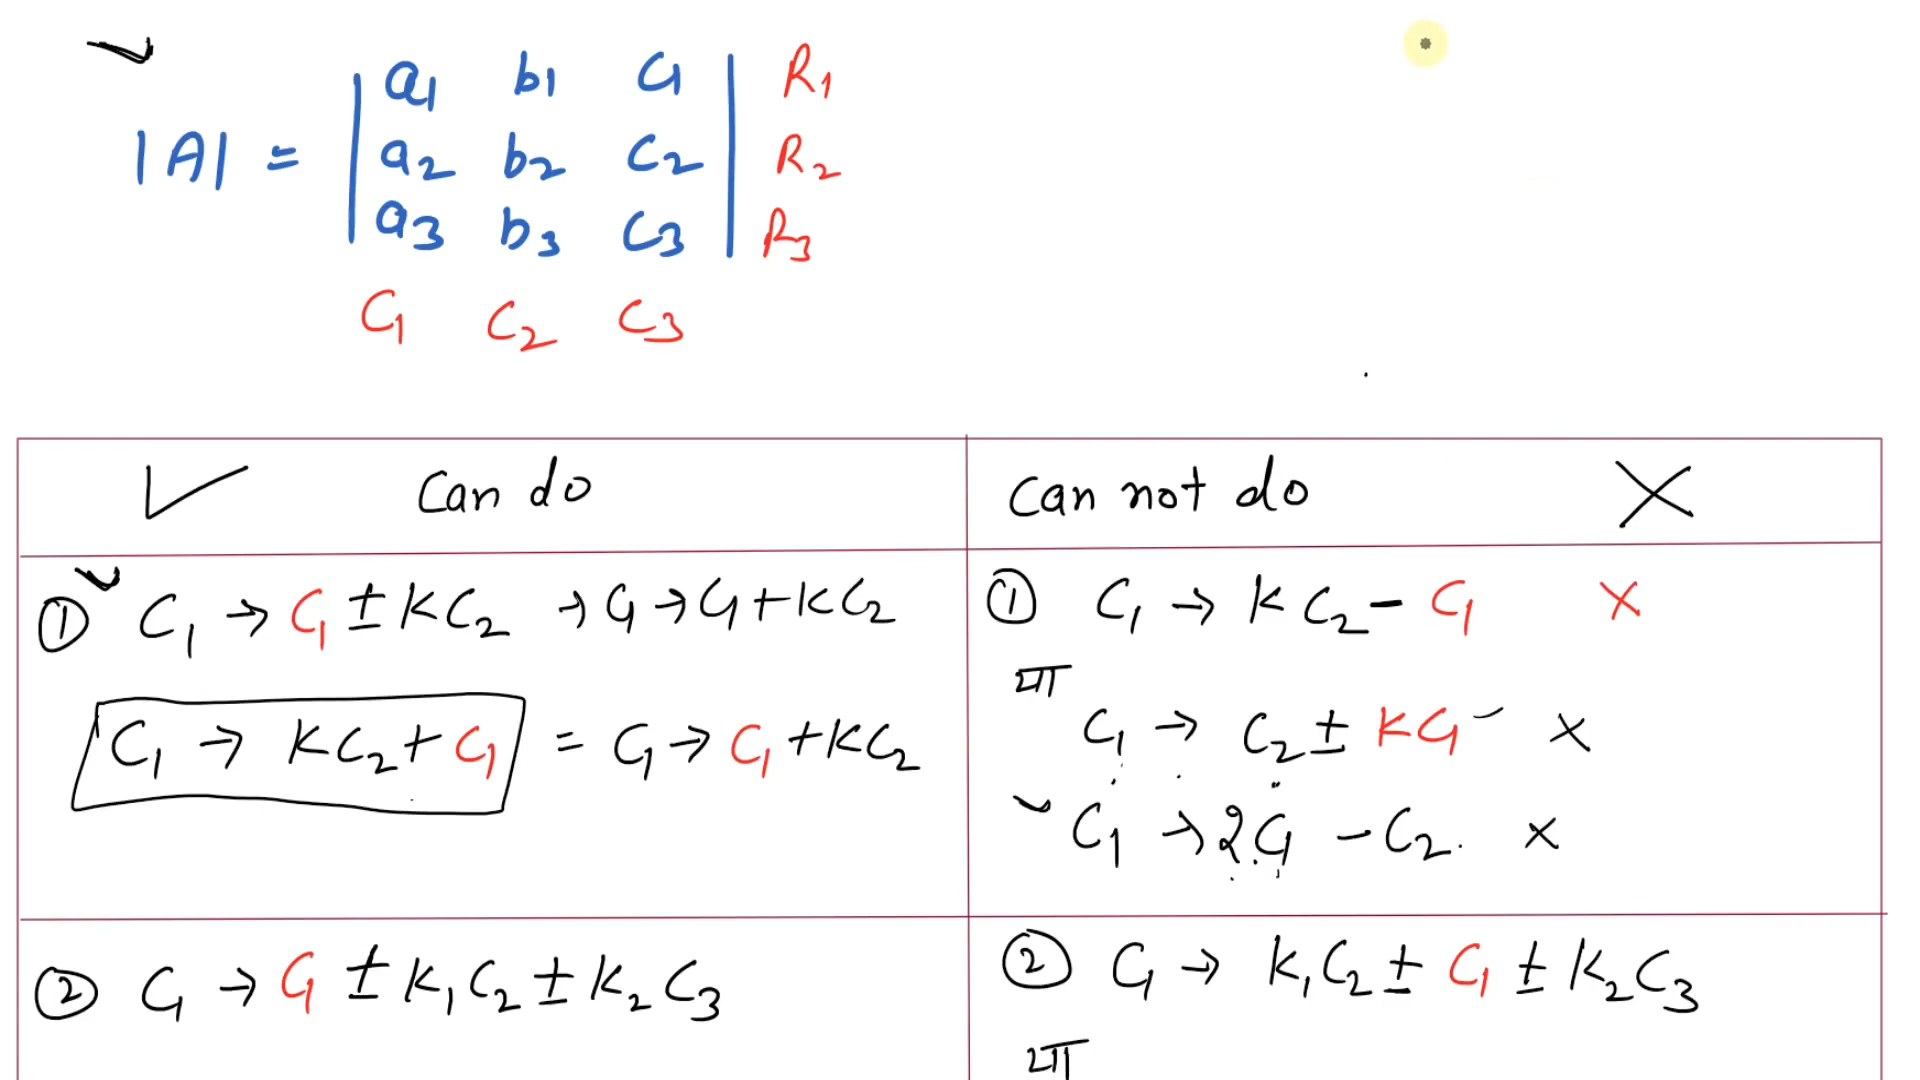 |A| = | a1 b1 c1 | R1
a2 b2 c2 R2
a3 b3 c3 R3
C1 C2 C3
✓ Can do
Can not do ✗
① C1 → C1 ± KC2 → C1 → C1 + KC2
C1 → KC2 + C1 = C1 → C1 + KC2
① C1 → KC2 - C1 ✗
या
C1 → C2 ± KC1 ✗
C1 → 2C1 - C2 ✗
② C1 → C1 ± K1C2 ± K2C3
② C1 → K1C2 ± C1 ± K2C3
या